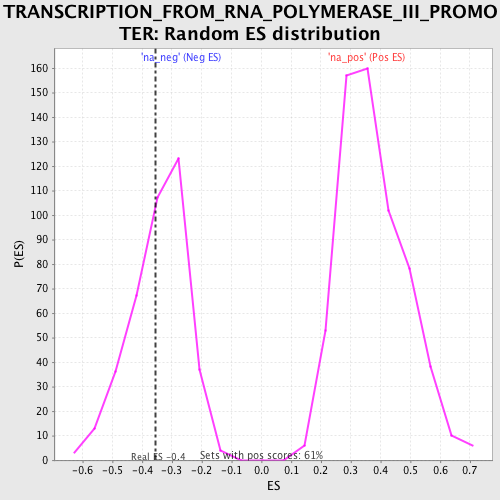 TRANSCRIPTION_FROM_RNA_POLYMERASE_III_PROMO
TER: Random ES distribution
'na_neg' (Neg ES)
'na_pos' (Pos ES)
160
150
140
130
120
110
100
90
80
70
60
50
40
30
20
10
0
P(ES)
Real ES -0.4
Sets with pos scores: 61%
-0.6 -0.5 -0.4 -0.3 -0.2 -0.1 0.0 0.1 0.2 0.3 0.4 0.5 0.6 0.7
ES